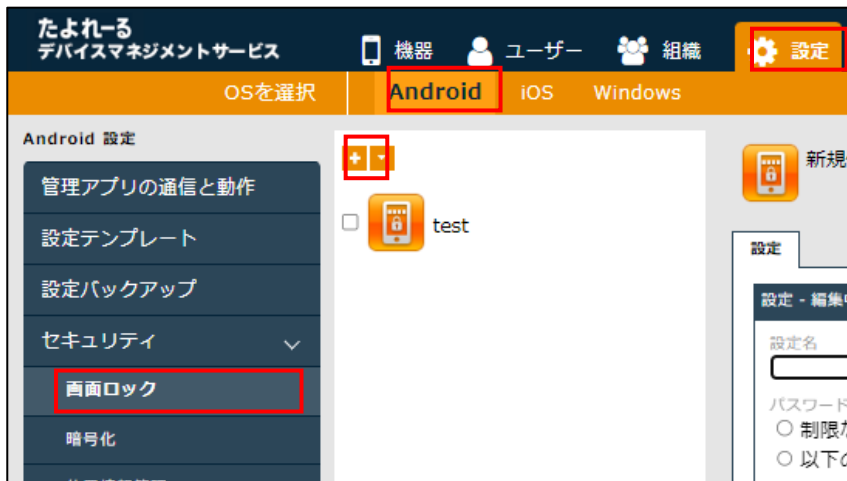 たよれーる
デバイスマネジメントサービス
機器 ユーザー 組織 設定
OSを選択 Android iOS Windows
Android 設定
管理アプリの通信と動作
設定テンプレート
設定バックアップ
セキュリティ
画面ロック
暗号化
test
新規
設定
設定 - 編集
設定名
パスワード
制限
以下の